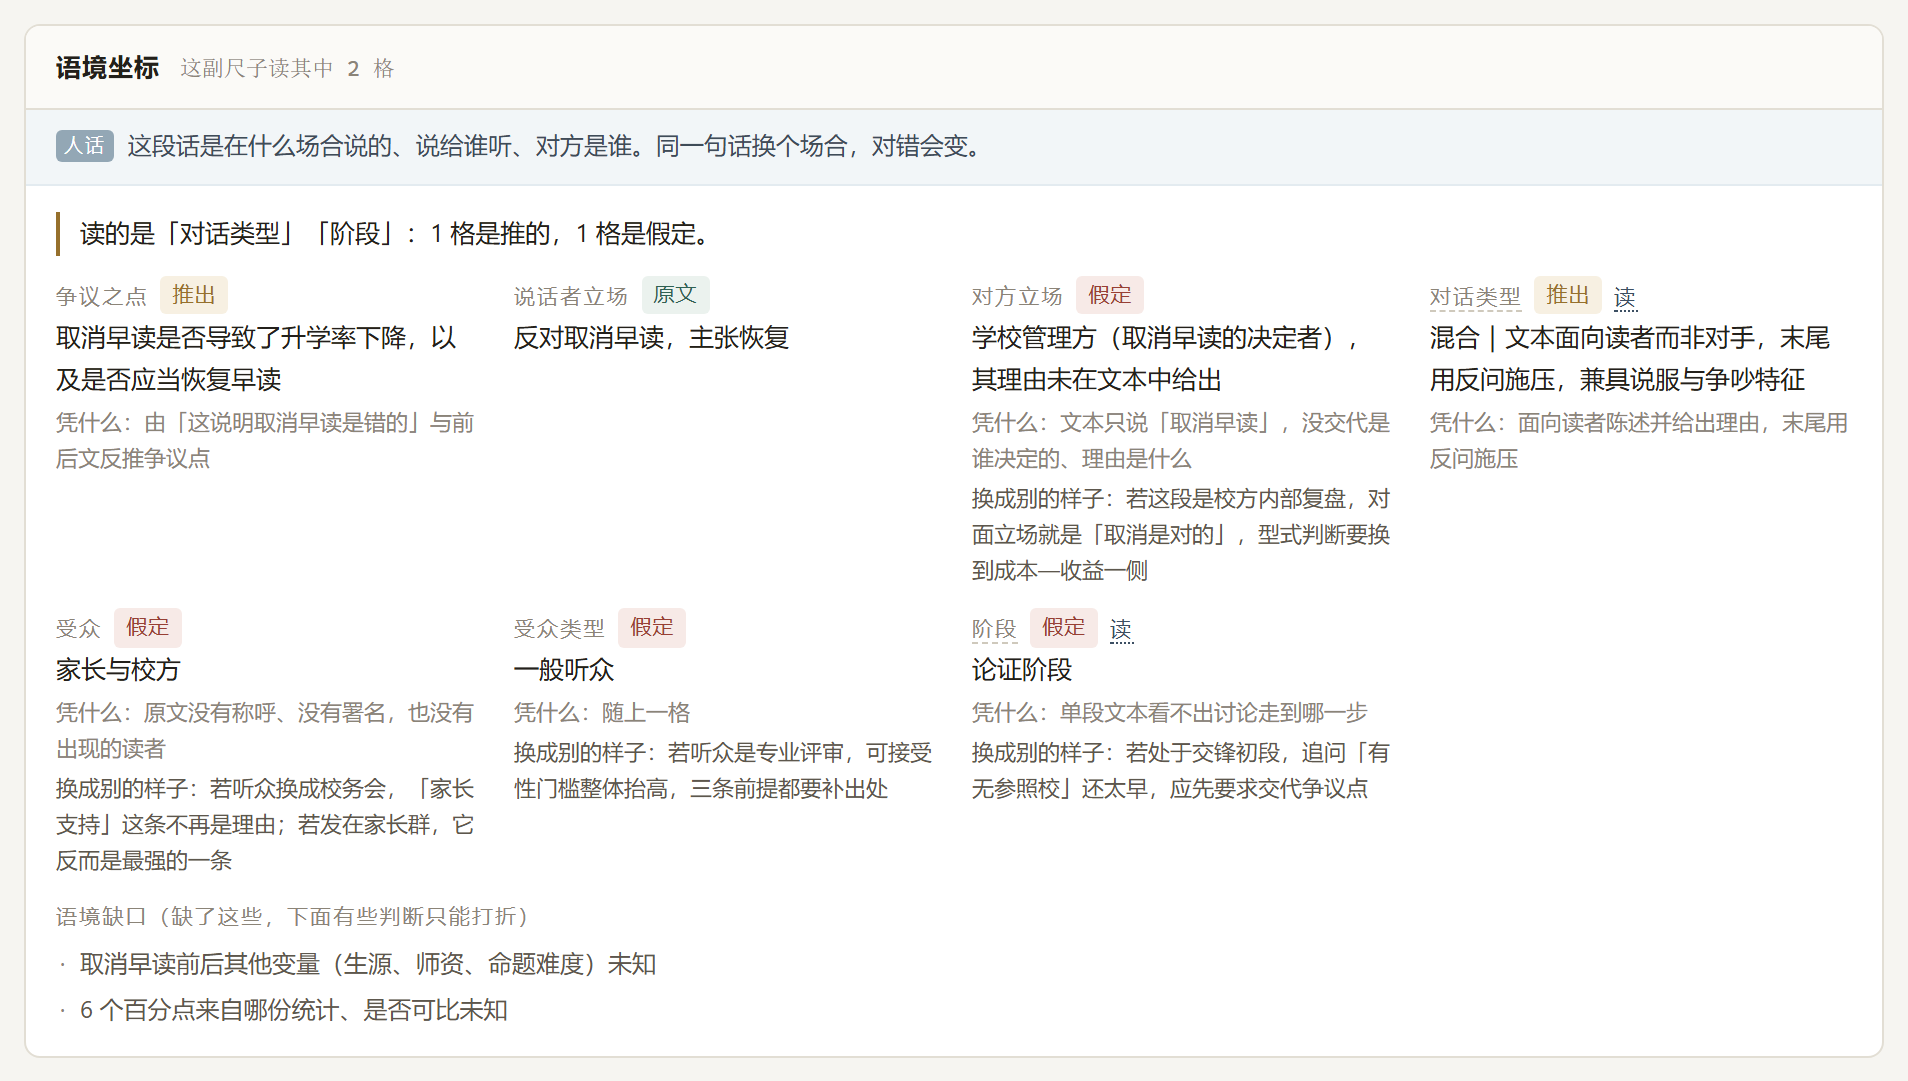 语境坐标 这副尺子读其中 2 格
人话 这段话是在什么场合说的、说给谁听、对方是谁。同一句话换个场合，对错会变。
读的是「对话类型」「阶段」：1 格是推的，1 格是假定。
争议之点 推出
取消早读是否导致了升学率下降，以
及是否应当恢复早读
凭什么：由「这说明取消早读是错的」与前
后文反推争议点
说话者立场 原文
反对取消早读，主张恢复
对方立场 假定
学校管理方（取消早读的决定者），
其理由未在文本中给出
凭什么：文本只说「取消早读」，没交代是
谁决定的、理由是什么
换成别的样子：若这段是校方内部复盘，对
面立场就是「取消是对的」，型式判断要换
到成本—收益一侧
对话类型 推出 读
混合｜文本面向读者而非对手，末尾
用反问施压，兼具说服与争吵特征
凭什么：面向读者陈述并给出理由，末尾用
反问施压
受众 假定
家长与校方
凭什么：原文没有称呼、没有署名，也没有
出现的读者
换成别的样子：若听众换成校务会，「家长
支持」这条不再是理由；若发在家长群，它
反而是最强的一条
受众类型 假定
一般听众
凭什么：随上一格
换成别的样子：若听众是专业评审，可接受
性门槛整体抬高，三条前提都要补出处
阶段 假定 读
论证阶段
凭什么：单段文本看不出讨论走到哪一步
换成别的样子：若处于交锋初段，追问「有
无参照校」还太早，应先要求交代争议点
语境缺口（缺了这些，下面有些判断只能打折）
· 取消早读前后其他变量（生源、师资、命题难度）未知
· 6 个百分点来自哪份统计、是否可比未知